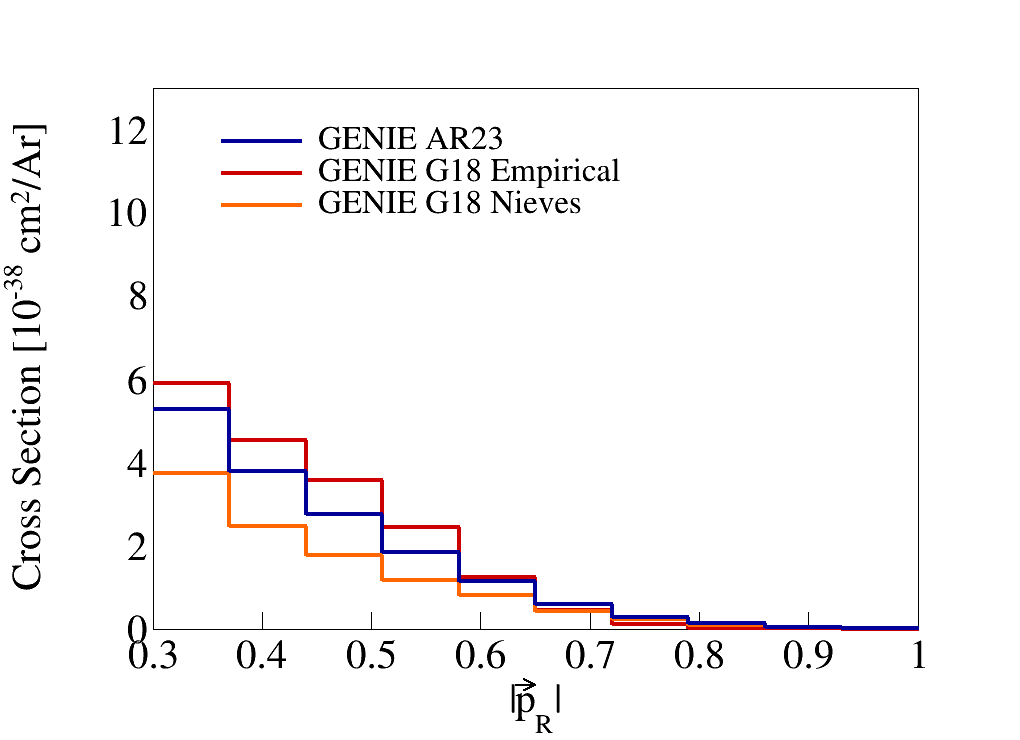 Cross Section [10⁻³⁸ cm²/Ar]
12
10
8
6
4
2
0
GENIE AR23
GENIE G18 Empirical
GENIE G18 Nieves
0.3 0.4 0.5 0.6 0.7 0.8 0.9 1
|p⃗_R|